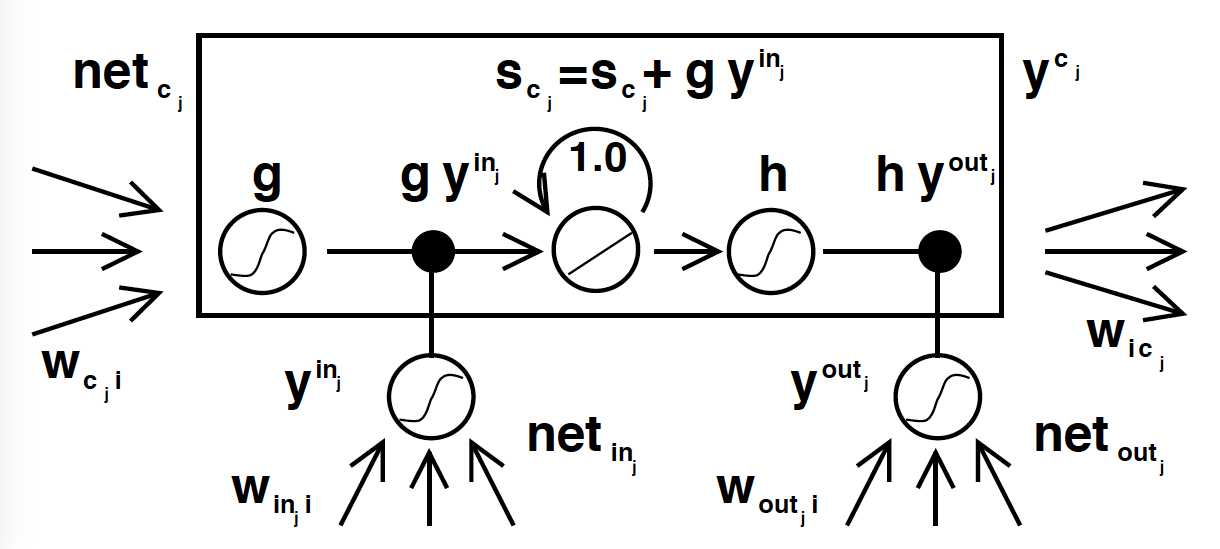 net c j
s c j =s c j + g y in j
y c j
g
g y in j
1.0
h
h y out j
w c j i
w i c j
y in j
net in j
y out j
net out j
w in j i
w out j i